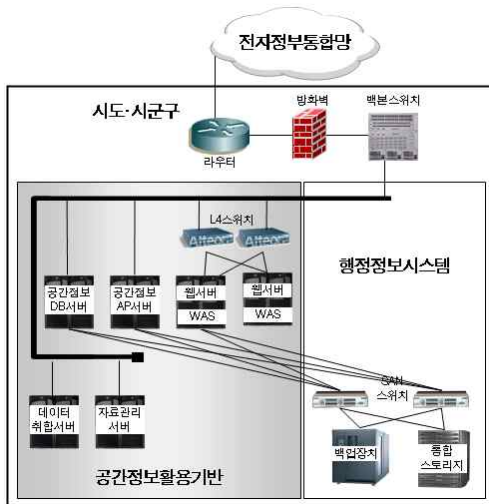 전자정부통합망
시도·시군구
방화벽
백본스위치
라우터
L4스위치
Alteon
Alteon
행정정보시스템
공간정보
DB서버
공간정보
AP서버
웹서버
WAS
웹서버
WAS
SAN
스위치
데이터
취합서버
자료관리
서버
백업장치
통합
스토리지
공간정보활용기반